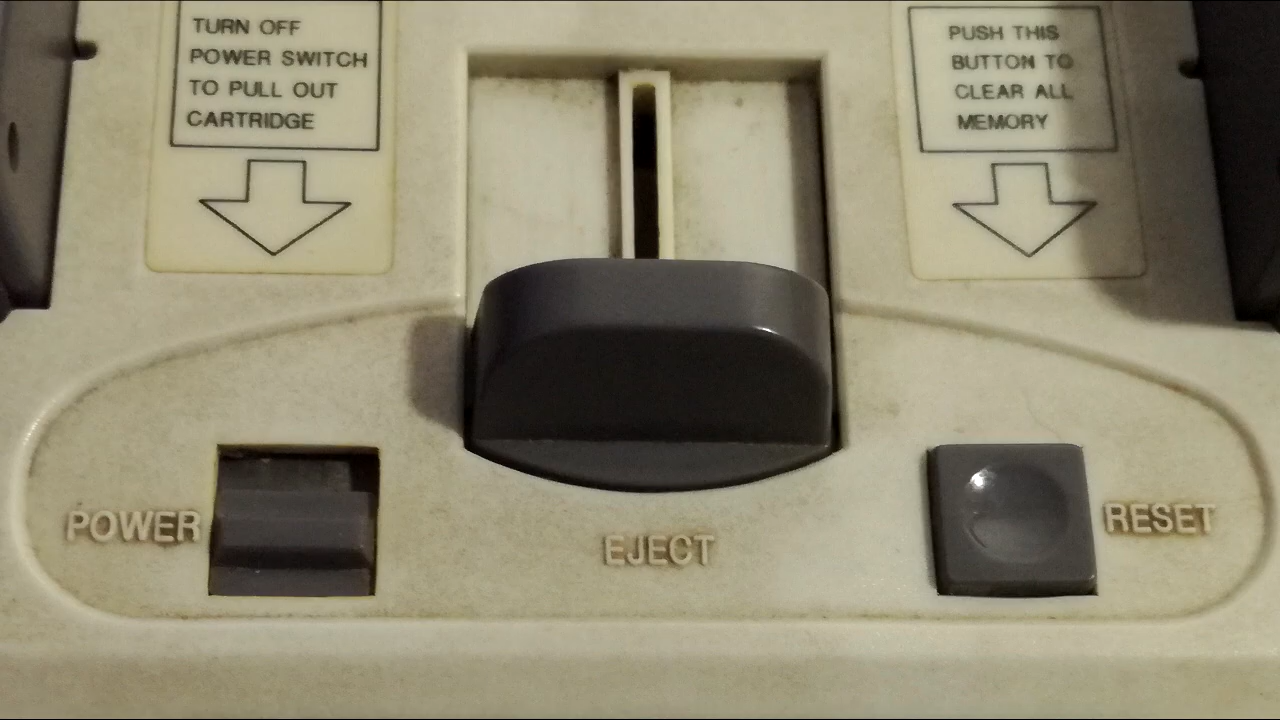 TURN OFF
POWER SWITCH
TO PULL OUT
CARTRIDGE
PUSH THIS
BUTTON TO
CLEAR ALL
MEMORY
POWER
EJECT
RESET